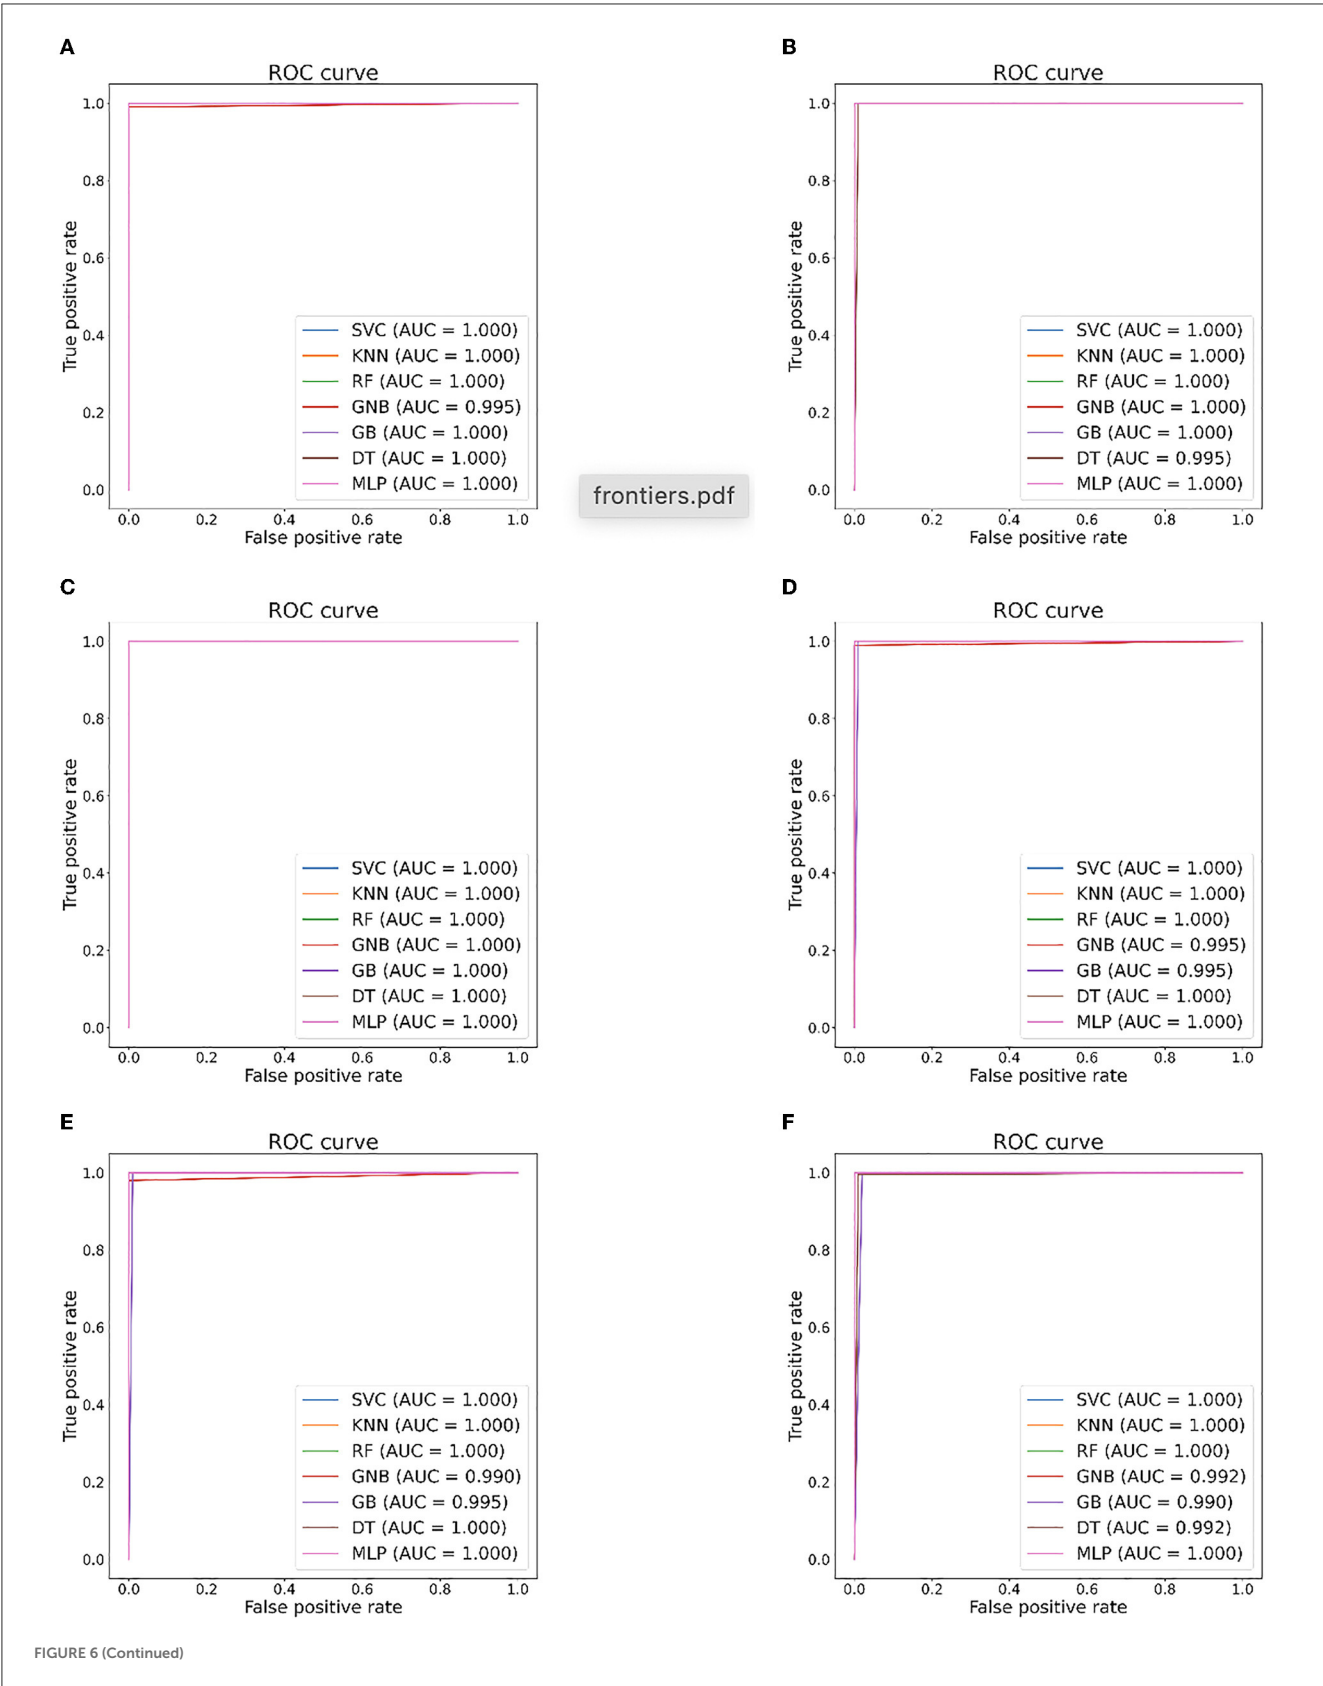 A
ROC curve
1.0
0.8
0.6
0.4
0.2
0.0
True positive rate
SVC (AUC = 1.000)
KNN (AUC = 1.000)
RF (AUC = 1.000)
GNB (AUC = 0.995)
GB (AUC = 1.000)
DT (AUC = 1.000)
MLP (AUC = 1.000)
0.0 0.2 0.4 0.6 0.8 1.0
False positive rate
frontiers.pdf
B
ROC curve
1.0
0.8
0.6
0.4
0.2
0.0
True positive rate
SVC (AUC = 1.000)
KNN (AUC = 1.000)
RF (AUC = 1.000)
GNB (AUC = 1.000)
GB (AUC = 1.000)
DT (AUC = 0.995)
MLP (AUC = 1.000)
0.0 0.2 0.4 0.6 0.8 1.0
False positive rate
C
ROC curve
1.0
0.8
0.6
0.4
0.2
0.0
True positive rate
SVC (AUC = 1.000)
KNN (AUC = 1.000)
RF (AUC = 1.000)
GNB (AUC = 1.000)
GB (AUC = 1.000)
DT (AUC = 1.000)
MLP (AUC = 1.000)
0.0 0.2 0.4 0.6 0.8 1.0
False positive rate
D
ROC curve
1.0
0.8
0.6
0.4
0.2
0.0
True positive rate
SVC (AUC = 1.000)
KNN (AUC = 1.000)
RF (AUC = 1.000)
GNB (AUC = 0.995)
GB (AUC = 0.995)
DT (AUC = 1.000)
MLP (AUC = 1.000)
0.0 0.2 0.4 0.6 0.8 1.0
False positive rate
E
ROC curve
1.0
0.8
0.6
0.4
0.2
0.0
True positive rate
SVC (AUC = 1.000)
KNN (AUC = 1.000)
RF (AUC = 1.000)
GNB (AUC = 0.990)
GB (AUC = 0.995)
DT (AUC = 1.000)
MLP (AUC = 1.000)
0.0 0.2 0.4 0.6 0.8 1.0
False positive rate
F
ROC curve
1.0
0.8
0.6
0.4
0.2
0.0
True positive rate
SVC (AUC = 1.000)
KNN (AUC = 1.000)
RF (AUC = 1.000)
GNB (AUC = 0.992)
GB (AUC = 0.990)
DT (AUC = 0.992)
MLP (AUC = 1.000)
0.0 0.2 0.4 0.6 0.8 1.0
False positive rate
FIGURE 6 (Continued)